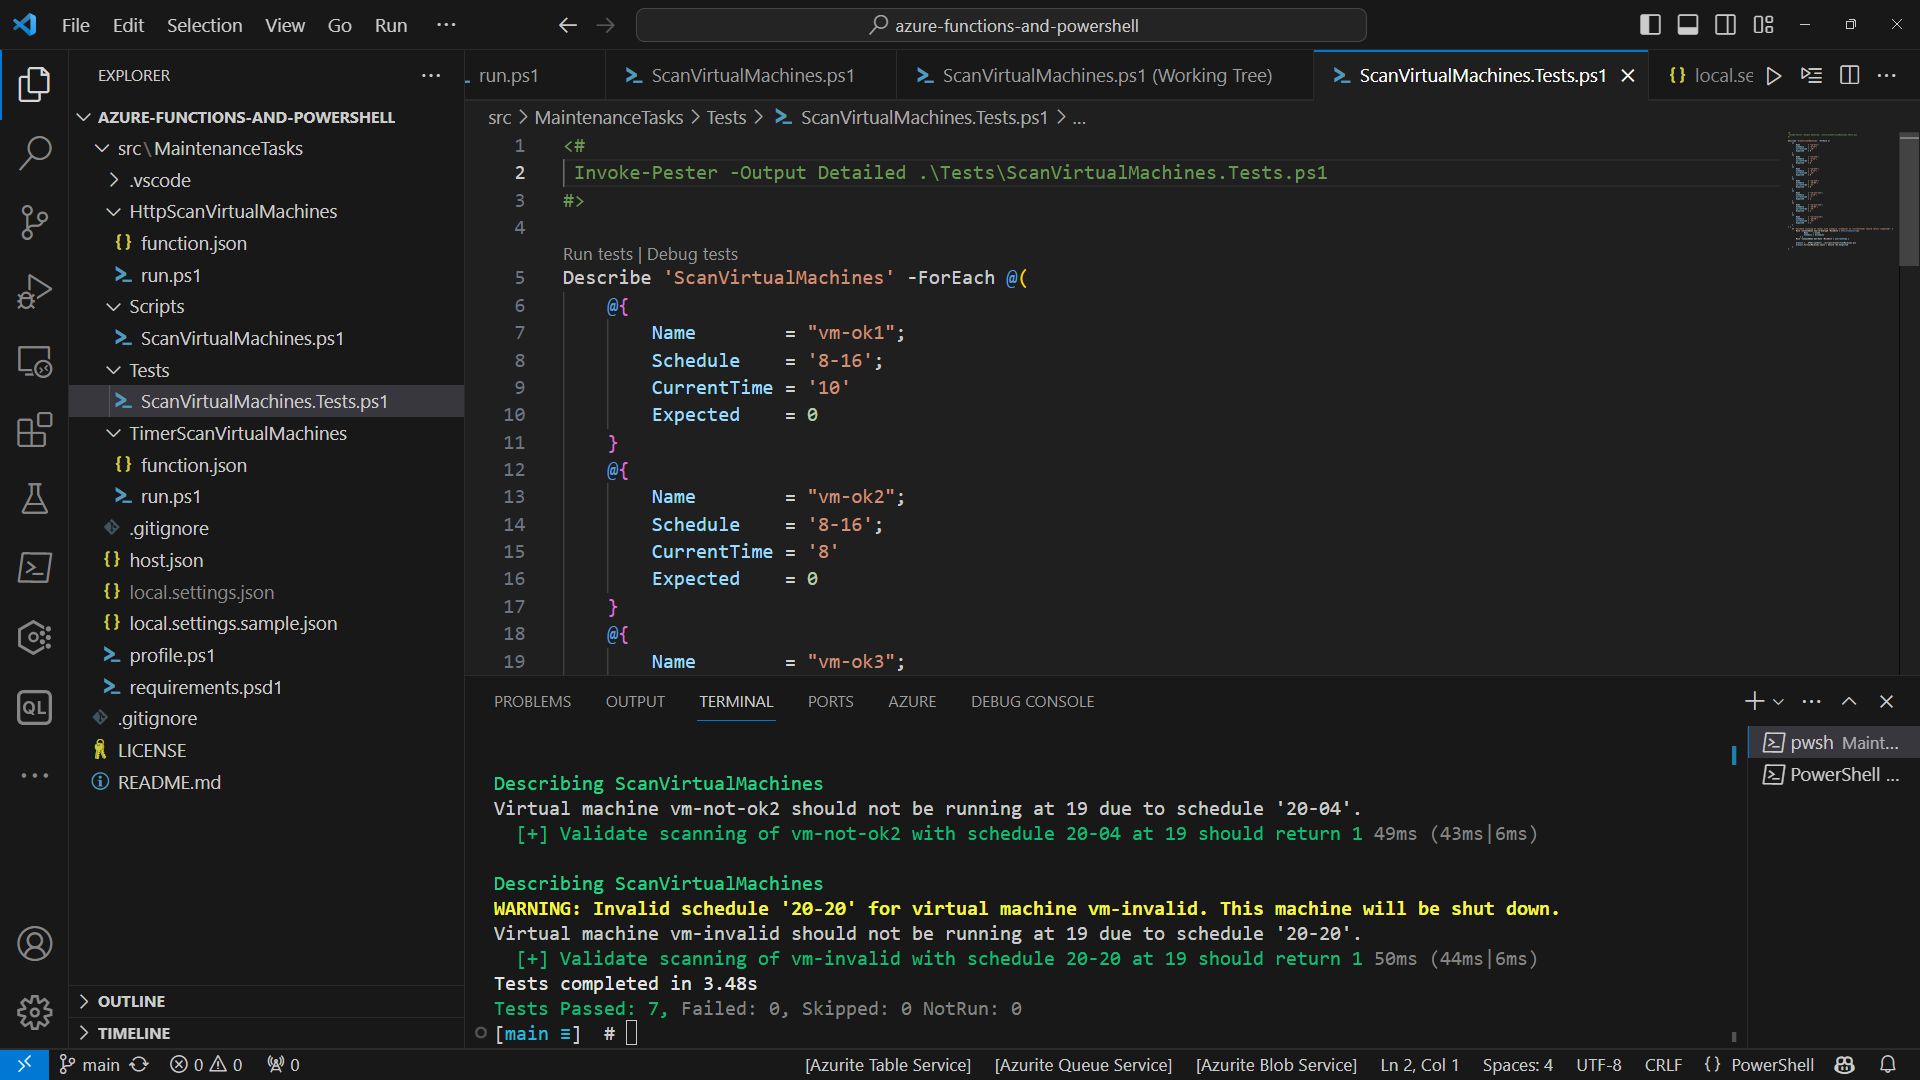 File Edit Selection View Go Run ···
azure-functions-and-powershell
EXPLORER
run.ps1 ScanVirtualMachines.ps1 ScanVirtualMachines.ps1 (Working Tree) ScanVirtualMachines.Tests.ps1 {} local.se
src > MaintenanceTasks > Tests > ScanVirtualMachines.Tests.ps1 > ...
AZURE-FUNCTIONS-AND-POWERSHELL
src\MaintenanceTasks
.vscode
HttpScanVirtualMachines
{} function.json
run.ps1
Scripts
ScanVirtualMachines.ps1
Tests
ScanVirtualMachines.Tests.ps1
TimerScanVirtualMachines
{} function.json
run.ps1
.gitignore
{} host.json
{} local.settings.json
{} local.settings.sample.json
profile.ps1
requirements.psd1
.gitignore
LICENSE
README.md
OUTLINE
TIMELINE
QL
1 <#
2 Invoke-Pester -Output Detailed .\Tests\ScanVirtualMachines.Tests.ps1
3 #>
4
Run tests | Debug tests
5 Describe 'ScanVirtualMachines' -ForEach @(
6 @{
7 Name = "vm-ok1";
8 Schedule = '8-16';
9 CurrentTime = '10'
10 Expected = 0
11 }
12 @{
13 Name = "vm-ok2";
14 Schedule = '8-16';
15 CurrentTime = '8'
16 Expected = 0
17 }
18 @{
19 Name = "vm-ok3";
PROBLEMS OUTPUT TERMINAL PORTS AZURE DEBUG CONSOLE
pwsh Maint...
PowerShell ...
Describing ScanVirtualMachines
Virtual machine vm-not-ok2 should not be running at 19 due to schedule '20-04'.
[+] Validate scanning of vm-not-ok2 with schedule 20-04 at 19 should return 1 49ms (43ms|6ms)
Describing ScanVirtualMachines
WARNING: Invalid schedule '20-20' for virtual machine vm-invalid. This machine will be shut down.
Virtual machine vm-invalid should not be running at 19 due to schedule '20-20'.
[+] Validate scanning of vm-invalid with schedule 20-20 at 19 should return 1 50ms (44ms|6ms)
Tests completed in 3.48s
Tests Passed: 7, Failed: 0, Skipped: 0 NotRun: 0
[main ≡] #
main 0 0 0 [Azurite Table Service] [Azurite Queue Service] [Azurite Blob Service] Ln 2, Col 1 Spaces: 4 UTF-8 CRLF {} PowerShell